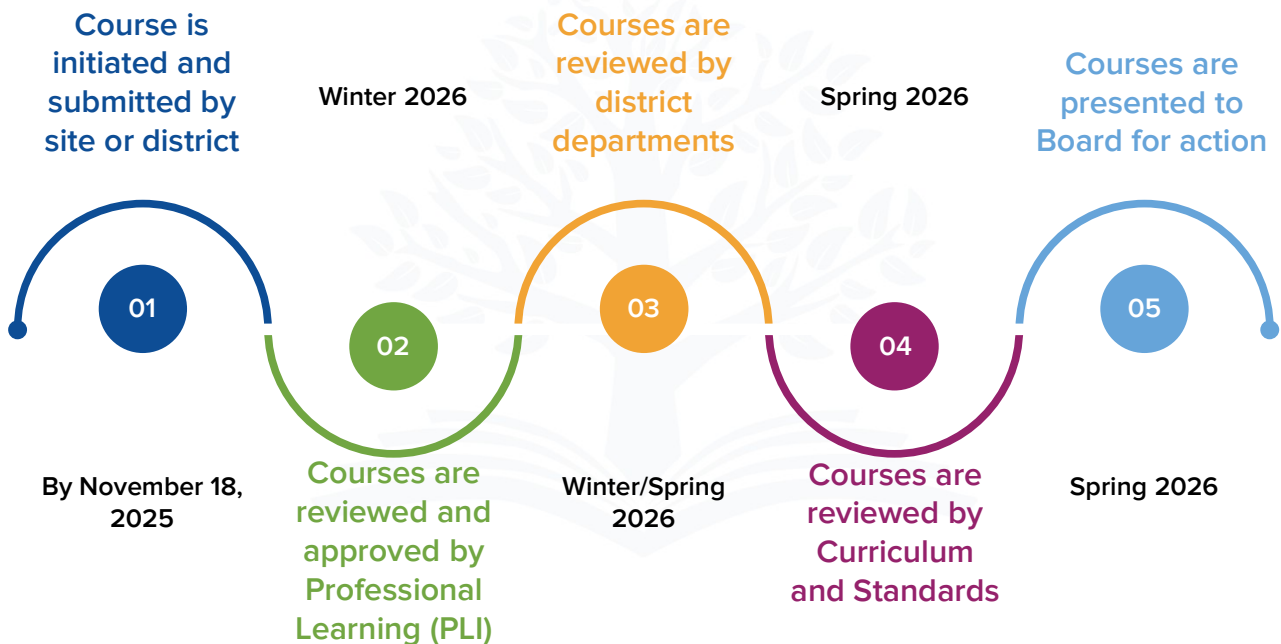 Course is
initiated and
submitted by
site or district
01
By November 18,
2025
Winter 2026
02
Courses are
reviewed and
approved by
Professional
Learning (PLI)
Courses are
reviewed by
district
departments
03
Winter/Spring
2026
Spring 2026
04
Courses are
reviewed by
Curriculum
and Standards
Courses are
presented to
Board for action
05
Spring 2026